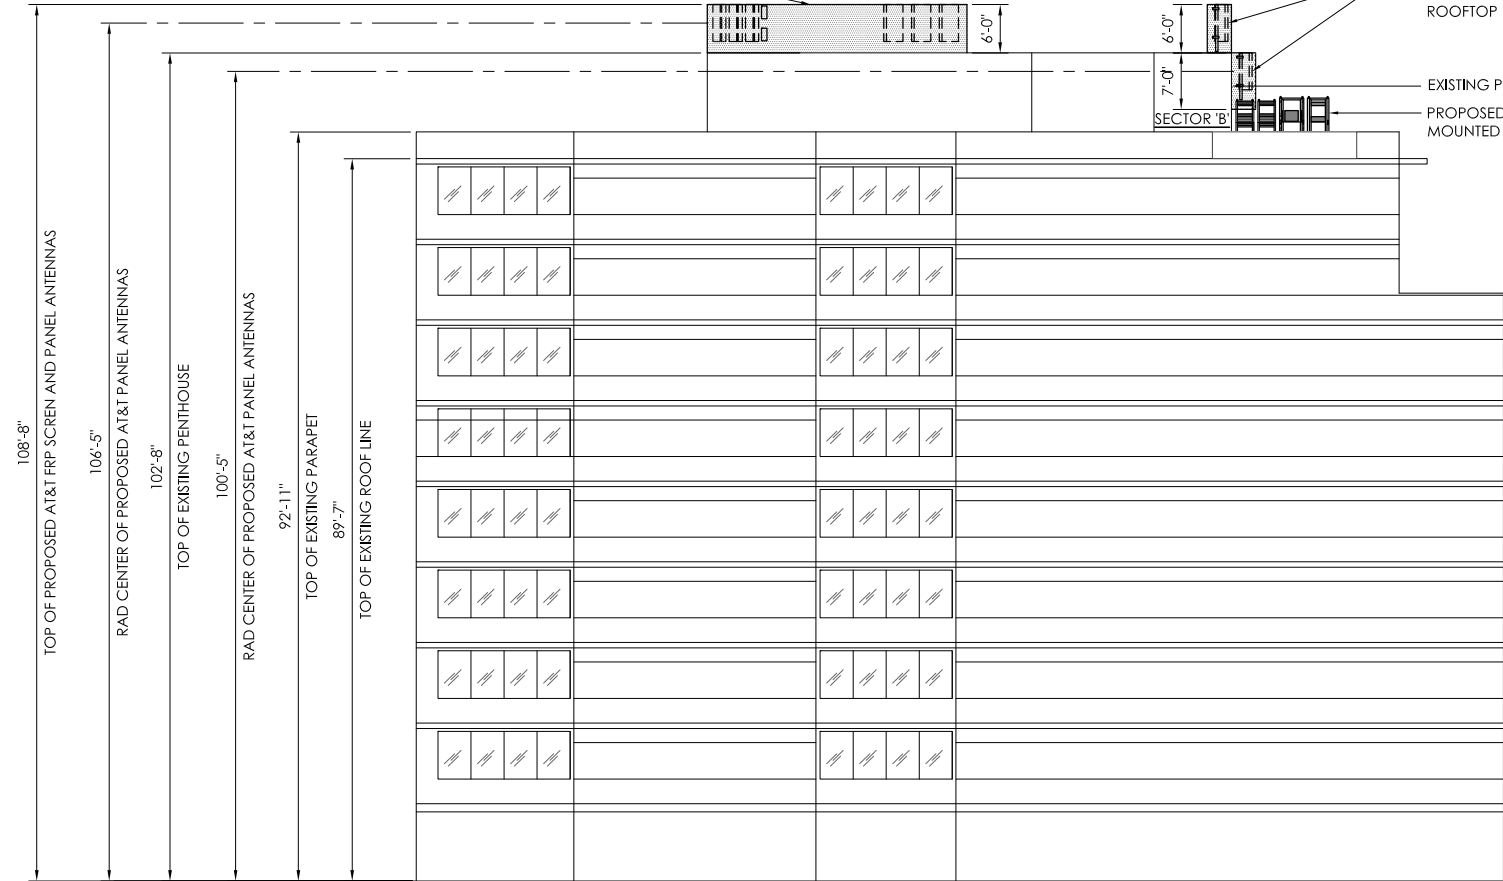 ROOFTOP
6'-0"
6'-0"
7'-0"
EXISTING P
SECTOR 'B'
PROPOSED
MOUNTED
108'-8"
TOP OF PROPOSED AT&T FRP SCREN AND PANEL ANTENNAS
106'-5"
RAD CENTER OF PROPOSED AT&T PANEL ANTENNAS
102'-8"
TOP OF EXISTING PENTHOUSE
100'-5"
RAD CENTER OF PROPOSED AT&T PANEL ANTENNAS
92'-11"
TOP OF EXISTING PARAPET
89'-7"
TOP OF EXISTING ROOF LINE